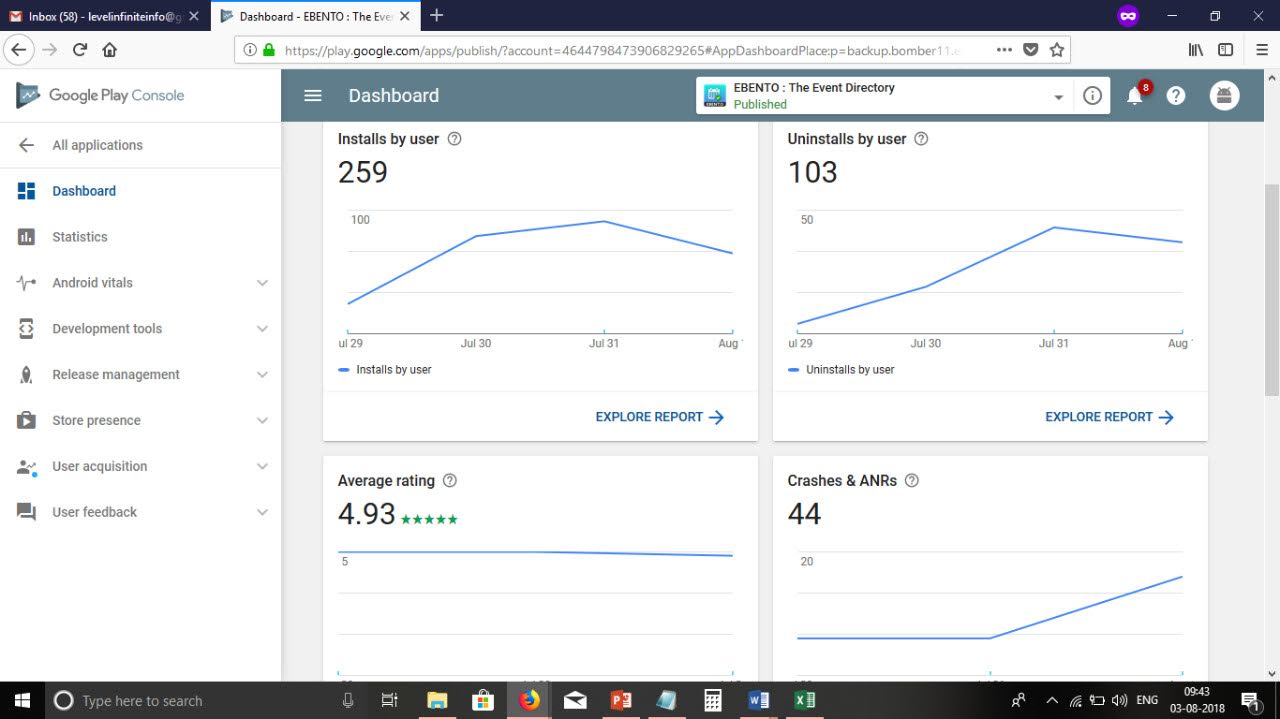 Inbox (58) - levelinfiniteinfo@g
Dashboard - EBENTO : The Eve
https://play.google.com/apps/publish/?account=4644798473906829265#AppDashboardPlace:p=backup.bomber11.e
Google Play Console
Dashboard
EBENTO : The Event Directory
Published
8
All applications
Dashboard
Statistics
Android vitals
Development tools
Release management
Store presence
User acquisition
User feedback
Installs by user
259
100
ul 29 Jul 30 Jul 31 Aug
Installs by user
EXPLORE REPORT
Uninstalls by user
103
50
ul 29 Jul 30 Jul 31 Aug
Uninstalls by user
EXPLORE REPORT
Average rating
4.93
5
Crashes & ANRs
44
20
Type here to search
ENG
09:43
03-08-2018
1